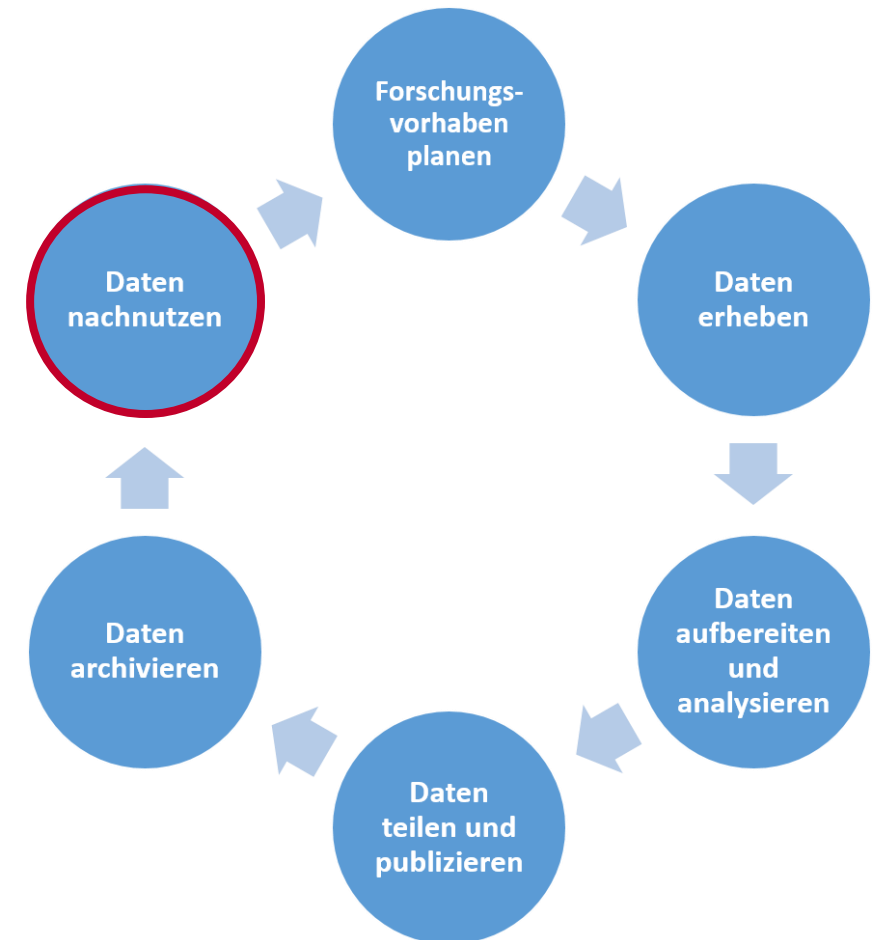 Forschungs-
vorhaben
planen
Daten
erheben
Daten
aufbereiten
und
analysieren
Daten
teilen und
publizieren
Daten
archivieren
Daten
nachnutzen